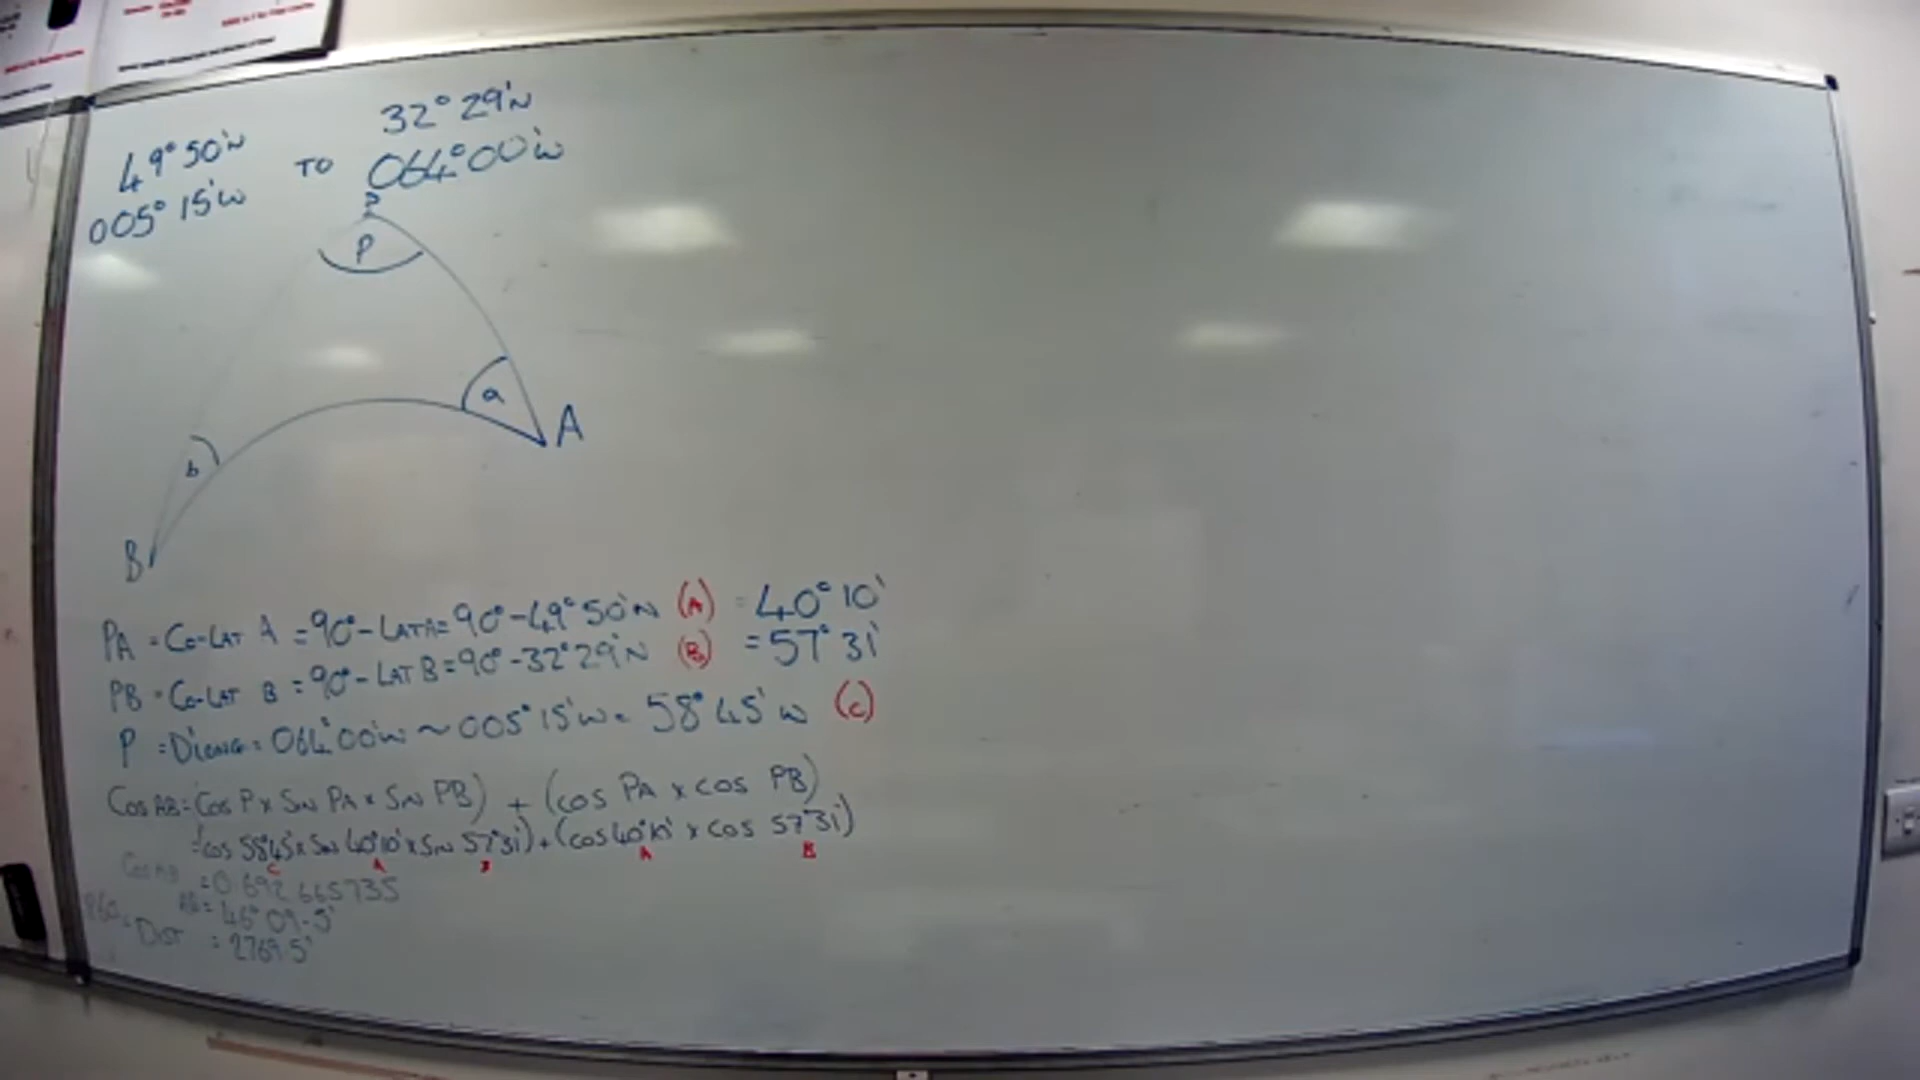 49°50'N
005°15'W
TO
32°29'N
064°00'W
P
P
a
A
b
B
PA = CO-LAT A = 90° - LAT A = 90° - 49°50'N (A) = 40°10'
PB = CO-LAT B = 90° - LAT B = 90° - 32°29'N (B) = 57°31'
P = D'LONG = 064°00'W ~ 005°15'W = 58°45'W (C)
COS AB = COS P x SIN PA x SIN PB) + (COS PA x COS PB)
= (COS 58°45' x SIN 40°10' x SIN 57°31') + (COS 40°10' x COS 57°31')
C A B A B
COS AB = 0.692665735
AB = 46°09.5'
DIST = 2769.5'